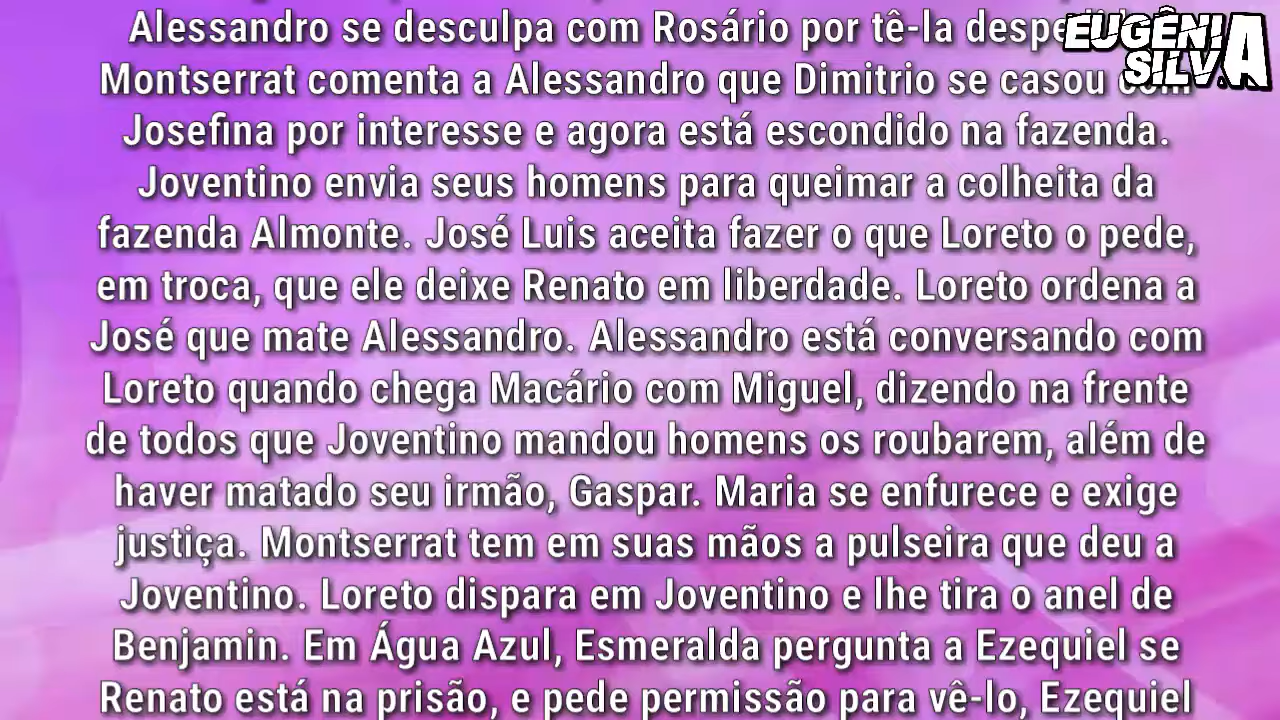 Alessandro se desculpa com Rosário por tê-la
Montserrat comenta a Alessandro que Dimitrio se casou com
Josefina por interesse e agora está escondido na fazenda.
Joventino envia seus homens para queimar a colheita da
fazenda Almonte. José Luis aceita fazer o que Loreto o pede,
em troca, que ele deixe Renato em liberdade. Loreto ordena a
José que mate Alessandro. Alessandro está conversando com
Loreto quando chega Macário com Miguel, dizendo na frente
de todos que Joventino mandou homens os roubarem, além de
haver matado seu irmão, Gaspar. Maria se enfurece e exige
justiça. Montserrat tem em suas mãos a pulseira que deu a
Joventino. Loreto dispara em Joventino e lhe tira o anel de
Benjamin. Em Água Azul, Esmeralda pergunta a Ezequiel se
Renato está na prisão, e pede permissão para vê-lo, Ezequiel
EUGÊNIA
SILVA